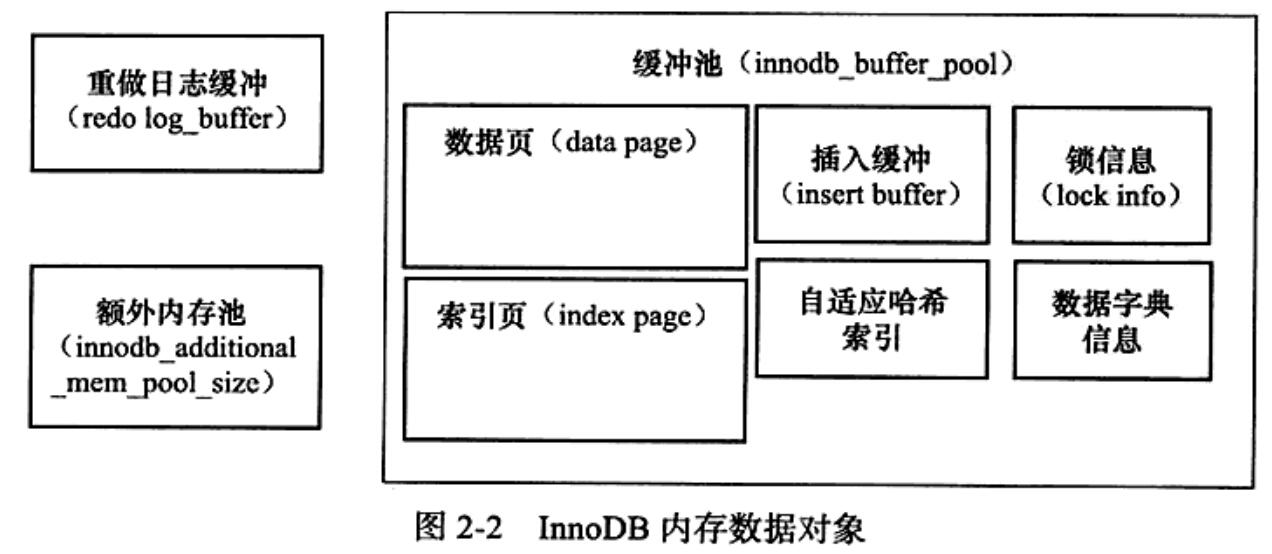 重做日志缓冲
（redo log_buffer）
额外内存池
（innodb_additional
_mem_pool_size）
缓冲池（innodb_buffer_pool）
数据页（data page）
插入缓冲
（insert buffer）
锁信息
（lock info）
索引页（index page）
自适应哈希
索引
数据字典
信息
图 2-2 InnoDB 内存数据对象